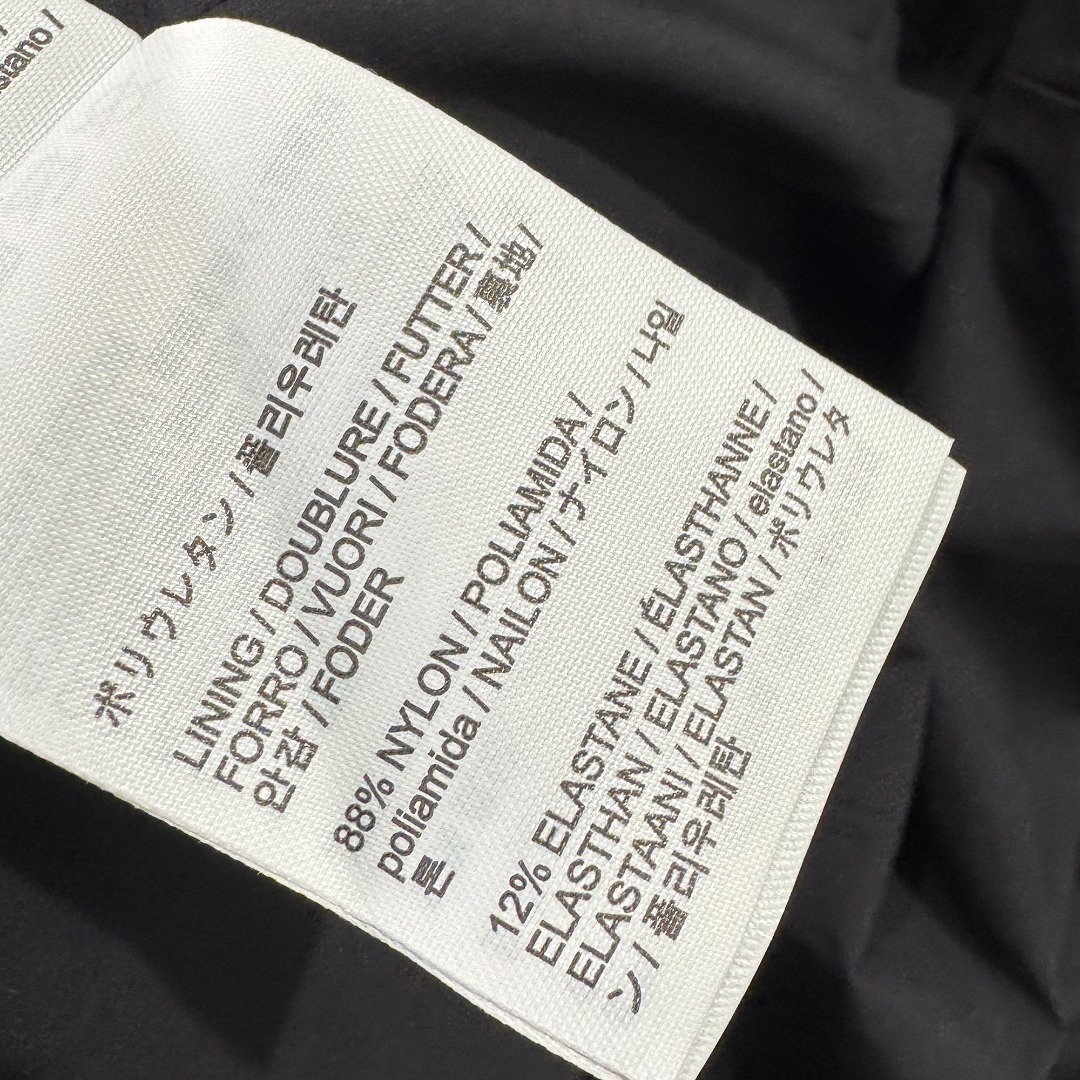 elastano /
ポリウレタン / 폴리우레탄
LINING / DOUBLURE / FUTTER /
FORRO / VUORI / FODERA / 裏地 /
안감 / FODER
88% NYLON / POLIAMIDA /
poliamida / NAILON / ナイロン / 나일
론
12% ELASTANE / ÉLASTHANNE /
ELASTHAN / ELASTANO / elastano /
ELASTAANI / ELASTAN / ポリウレタ
ン / 폴리우레탄